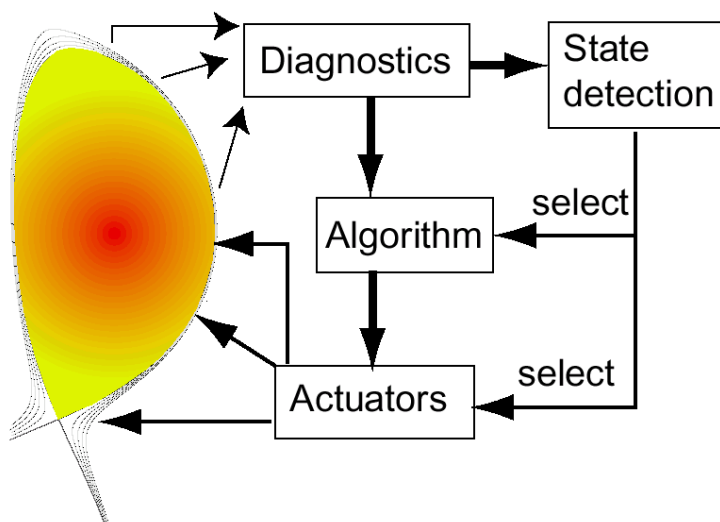 Diagnostics
State
detection
select
Algorithm
select
Actuators